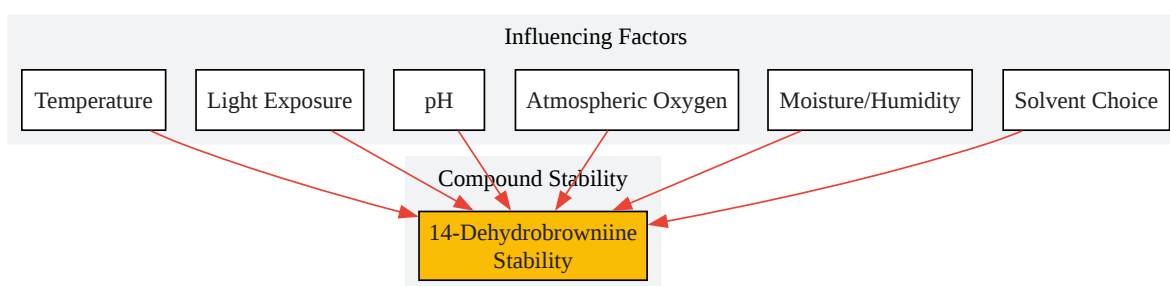 Influencing Factors
Temperature
Light Exposure
pH
Atmospheric Oxygen
Moisture/Humidity
Solvent Choice
Compound Stability
14-Dehydrobrowniine
Stability